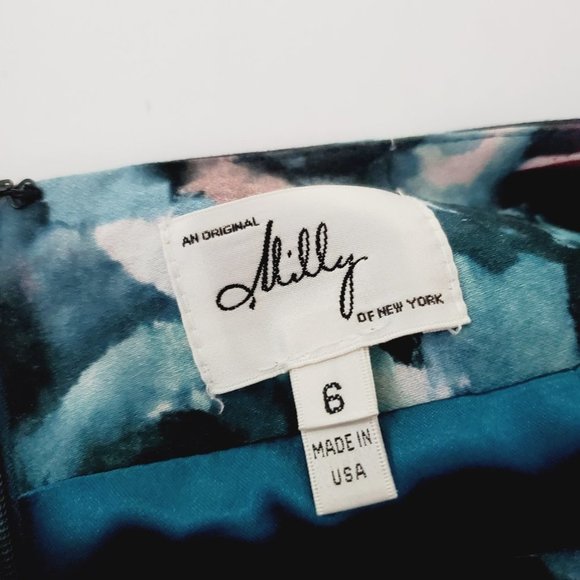 AN ORIGINAL
Milly
OF NEW YORK
6
MADE IN
USA